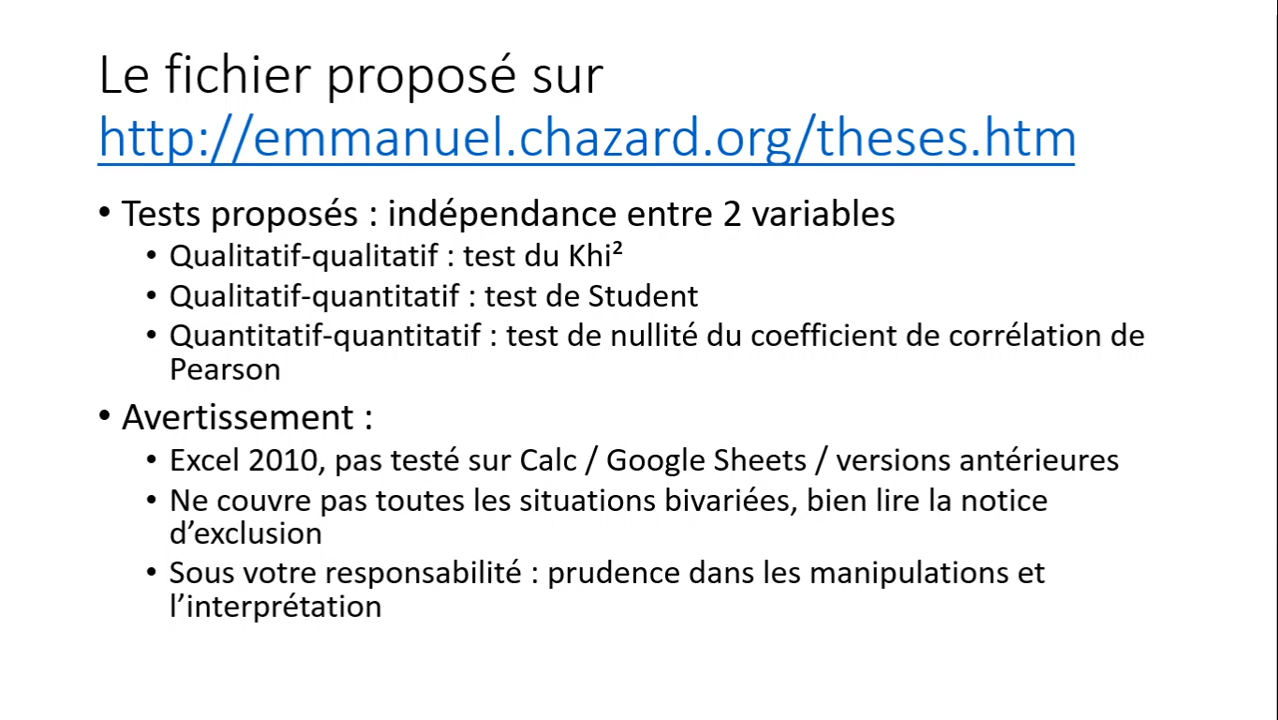 Le fichier proposé sur
http://emmanuel.chazard.org/theses.htm
• Tests proposés : indépendance entre 2 variables
• Qualitatif-qualitatif : test du Khi²
• Qualitatif-quantitatif : test de Student
• Quantitatif-quantitatif : test de nullité du coefficient de corrélation de
Pearson
• Avertissement :
• Excel 2010, pas testé sur Calc / Google Sheets / versions antérieures
• Ne couvre pas toutes les situations bivariées, bien lire la notice
d’exclusion
• Sous votre responsabilité : prudence dans les manipulations et
l’interprétation